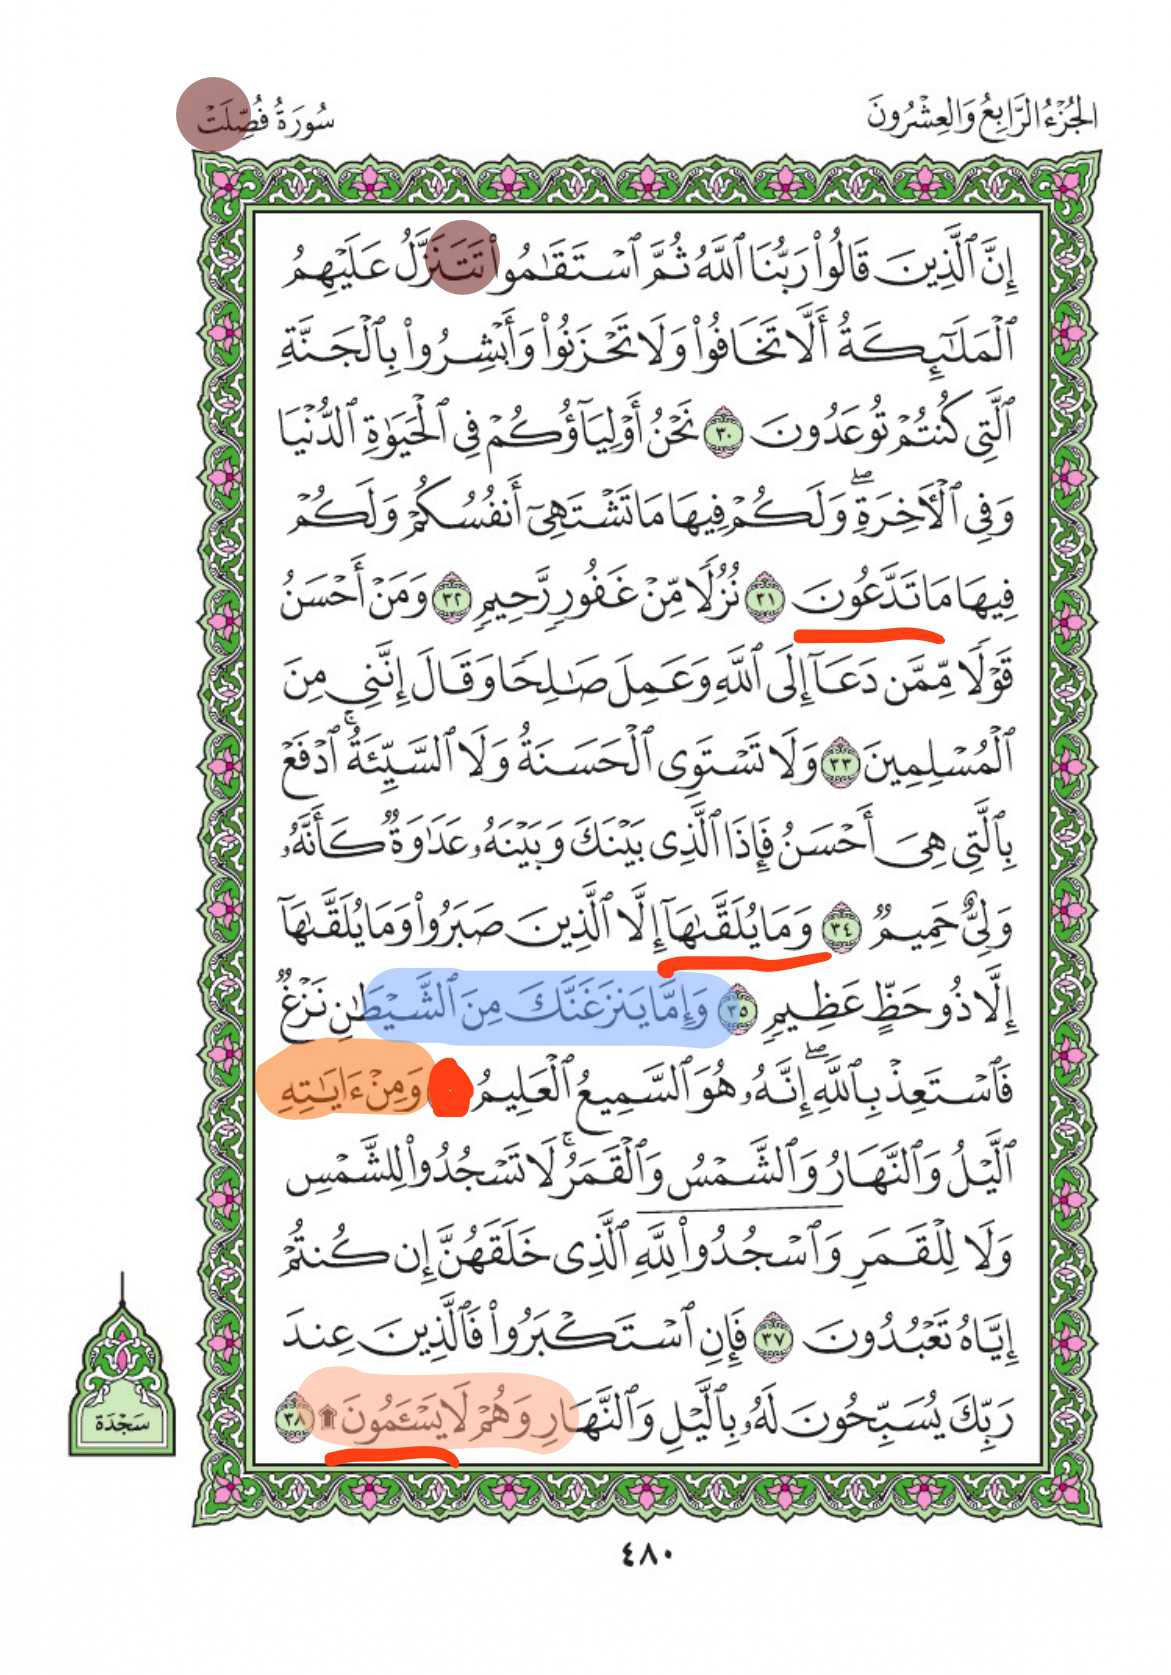 الجُزْءُ الرَّابِعُ وَالعِشْرُونَ
سُورَةُ فُصِّلَتْ
إِنَّ ٱلَّذِينَ قَالُوا۟ رَبُّنَا ٱللَّهُ ثُمَّ ٱسْتَقَـٰمُوا۟ تَتَنَزَّلُ عَلَيْهِمُ
ٱلْمَلَـٰٓئِكَةُ أَلَّا تَخَافُوا۟ وَلَا تَحْزَنُوا۟ وَأَبْشِرُوا۟ بِٱلْجَنَّةِ
ٱلَّتِى كُنتُمْ تُوعَدُونَ ٣٠ نَحْنُ أَوْلِيَآؤُكُمْ فِى ٱلْحَيَوٰةِ ٱلدُّنْيَا
وَفِى ٱلْـَٔاخِرَةِ ۖ وَلَكُمْ فِيهَا مَا تَشْتَهِىٓ أَنفُسُكُمْ وَلَكُمْ
فِيهَا مَا تَدَّعُونَ ٣١ نُزُلًا مِّنْ غَفُورٍ رَّحِيمٍ ٣٢ وَمَنْ أَحْسَنُ
قَوْلًا مِّمَّن دَعَآ إِلَى ٱللَّهِ وَعَمِلَ صَـٰلِحًا وَقَالَ إِنَّنِى مِنَ
ٱلْمُسْلِمِينَ ٣٣ وَلَا تَسْتَوِى ٱلْحَسَنَةُ وَلَا ٱلسَّيِّئَةُ ۚ ٱدْفَعْ
بِٱلَّتِى هِىَ أَحْسَنُ فَإِذَا ٱلَّذِى بَيْنَكَ وَبَيْنَهُۥ عَدَٰوَةٌ كَأَنَّهُۥ
وَلِىٌّ حَمِيمٌ ٣٤ وَمَا يُلَقَّىٰهَآ إِلَّا ٱلَّذِينَ صَبَرُوا۟ وَمَا يُلَقَّىٰهَآ
إِلَّا ذُو حَظٍّ عَظِيمٍ ٣٥ وَإِمَّا يَنزَغَنَّكَ مِنَ ٱلشَّيْطَـٰنِ نَزْغٌ
فَٱسْتَعِذْ بِٱللَّهِ ۖ إِنَّهُۥ هُوَ ٱلسَّمِيعُ ٱلْعَلِيمُ وَمِنْ ءَايَـٰتِهِ
ٱلَّيْلُ وَٱلنَّهَارُ وَٱلشَّمْسُ وَٱلْقَمَرُ ۚ لَا تَسْجُدُوا۟ لِلشَّمْسِ
وَلَا لِلْقَمَرِ وَٱسْجُدُوا۟ لِلَّهِ ٱلَّذِى خَلَقَهُنَّ إِن كُنتُمْ
إِيَّاهُ تَعْبُدُونَ ٣٧ فَإِنِ ٱسْتَكْبَرُوا۟ فَٱلَّذِينَ عِندَ
رَبِّكَ يُسَبِّحُونَ لَهُۥ بِٱلَّيْلِ وَٱلنَّهَارِ وَهُمْ لَا يَسْـَٔمُونَ ۩ ٣٨
سَجْدَة
٤٨٠